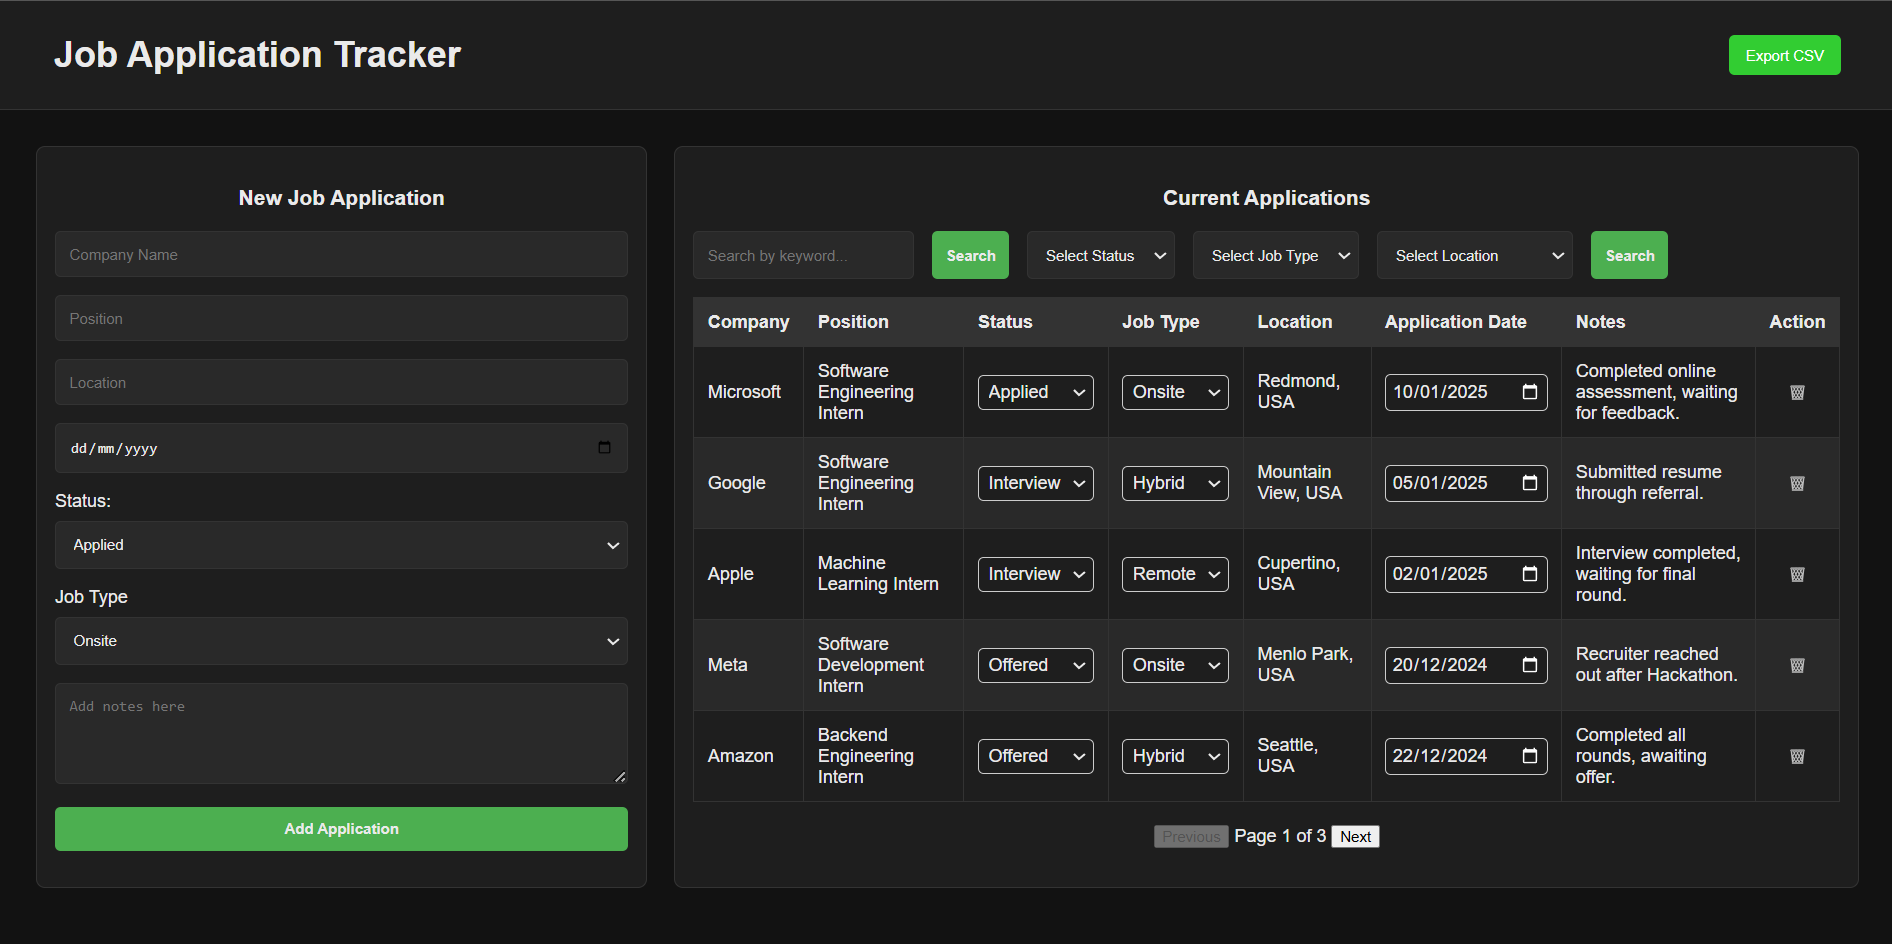 Job Application Tracker
Export CSV
New Job Application
Company Name
Position
Location
dd/mm/yyyy
Status:
Applied
Job Type
Onsite
Add notes here
Add Application
Current Applications
Search by keyword... Search Select Status Select Job Type Select Location Search
Company Position Status Job Type Location Application Date Notes Action
Microsoft
Software
Engineering
Intern
Applied
Onsite
Redmond,
USA
10/01/2025
Completed online
assessment, waiting
for feedback.
Google
Software
Engineering
Intern
Interview
Hybrid
Mountain
View, USA
05/01/2025
Submitted resume
through referral.
Apple
Machine
Learning Intern
Interview
Remote
Cupertino,
USA
02/01/2025
Interview completed,
waiting for final
round.
Meta
Software
Development
Intern
Offered
Onsite
Menlo Park,
USA
20/12/2024
Recruiter reached
out after Hackathon.
Amazon
Backend
Engineering
Intern
Offered
Hybrid
Seattle,
USA
22/12/2024
Completed all
rounds, awaiting
offer.
Previous Page 1 of 3 Next